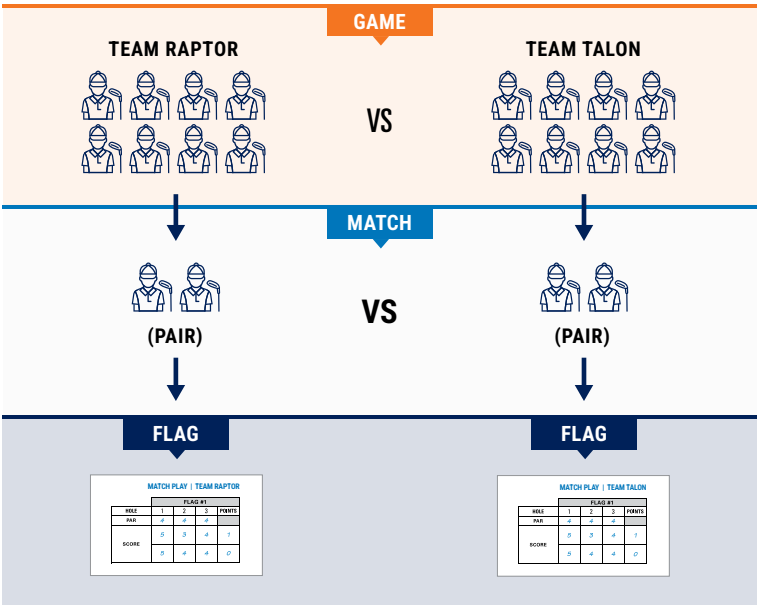 GAME
TEAM RAPTOR
VS
TEAM TALON
MATCH
(PAIR)
VS
(PAIR)
FLAG
MATCH PLAY | TEAM RAPTOR
FLAG #1
HOLE 1 2 3 POINTS
PAR 4 4 4
SCORE
5 3 4 1
5 4 4 0
FLAG
MATCH PLAY | TEAM TALON
FLAG #1
HOLE 1 2 3 POINTS
PAR 4 4 4
SCORE
5 3 4 1
5 4 4 0